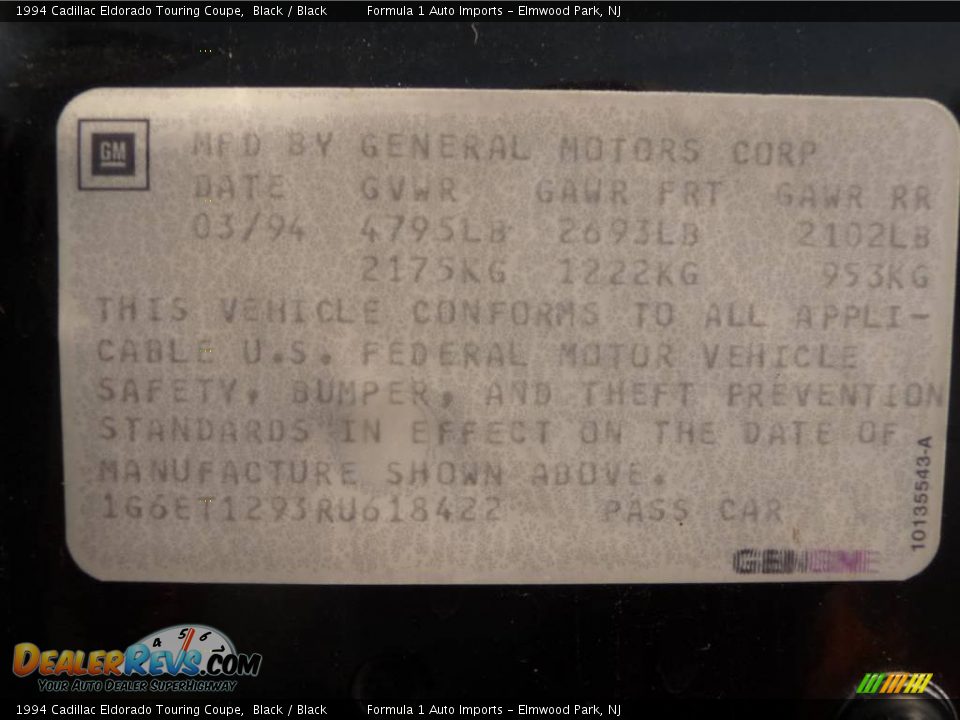 1994 Cadillac Eldorado Touring Coupe,  Black / Black    Formula 1 Auto Imports - Elmwood Park, NJ
GM
MFD BY GENERAL MOTORS CORP
DATE GVWR GAWR FRT GAWR RR
03/94 4795LB 2693LB 2102LB
2175KG 1222KG 953KG
THIS VEHICLE CONFORMS TO ALL APPLI-
CABLE U.S. FEDERAL MOTOR VEHICLE
SAFETY, BUMPER, AND THEFT PREVENTION
STANDARDS IN EFFECT ON THE DATE OF
MANUFACTURE SHOWN ABOVE.
1G6ET1293RU618422 PASS CAR
10135543-A
GENUINE
4 5 6
DEALERREVS.COM
YOUR AUTO DEALER SUPERHIGHWAY
1994 Cadillac Eldorado Touring Coupe,  Black / Black    Formula 1 Auto Imports - Elmwood Park, NJ